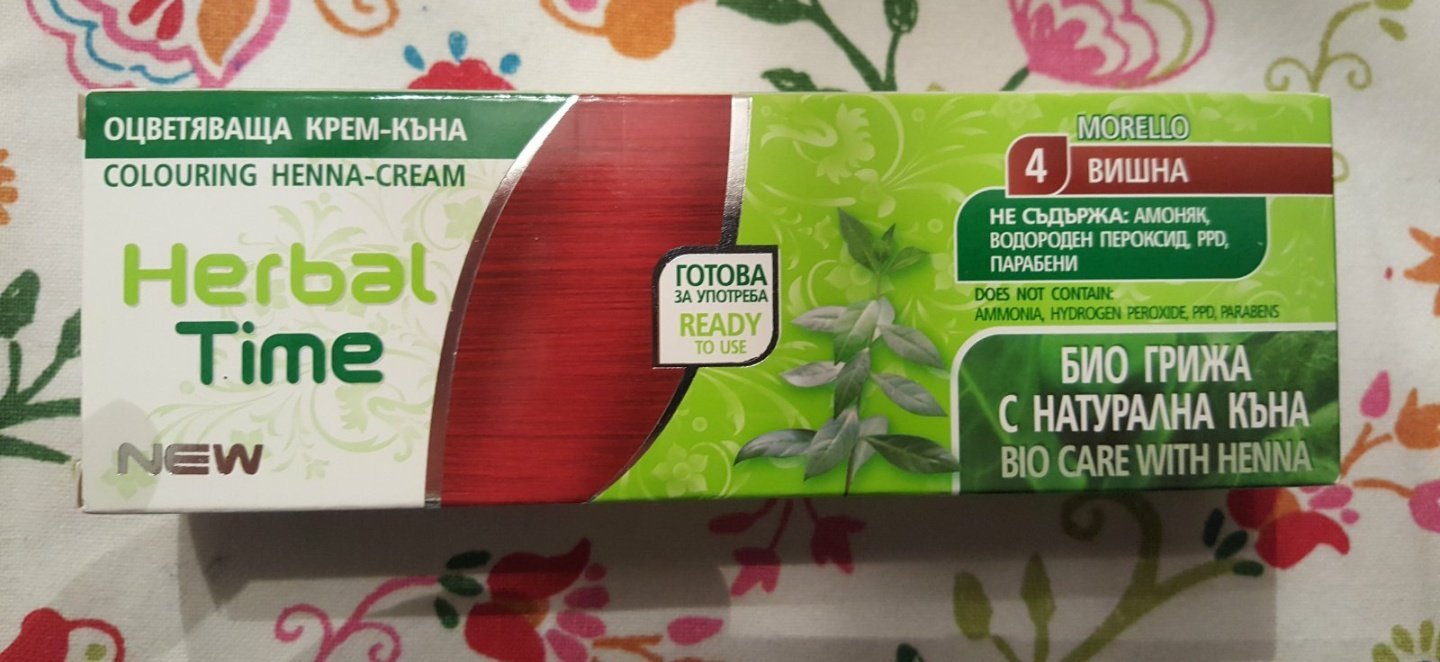 ОЦВЕТЯВАЩА КРЕМ-КЪНА
COLOURING HENNA-CREAM
Herbal
Time
NEW
ГОТОВА
ЗА УПОТРЕБА
READY
TO USE
MORELLO
4 ВИШНА
НЕ СЪДЪРЖА: АМОНЯК,
ВОДОРОДЕН ПЕРОКСИД, PPD,
ПАРАБЕНИ
DOES NOT CONTAIN:
AMMONIA, HYDROGEN PEROXIDE, PPD, PARABENS
БИО ГРИЖА
С НАТУРАЛНА КЪНА
BIO CARE WITH HENNA